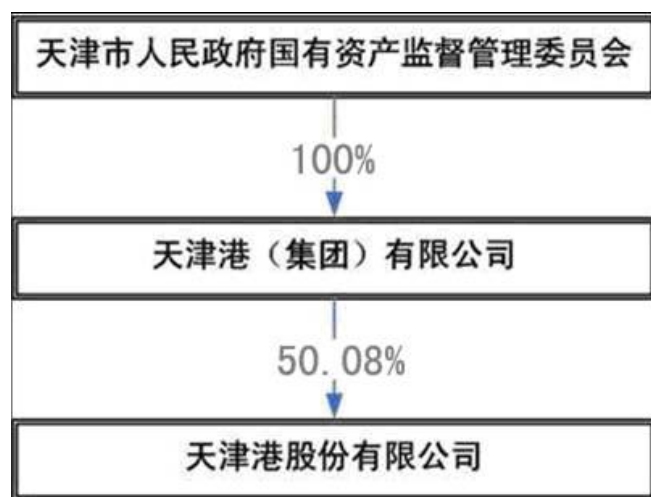 天津市人民政府国有资产监督管理委员会
100%
天津港（集团）有限公司
50.08%
天津港股份有限公司